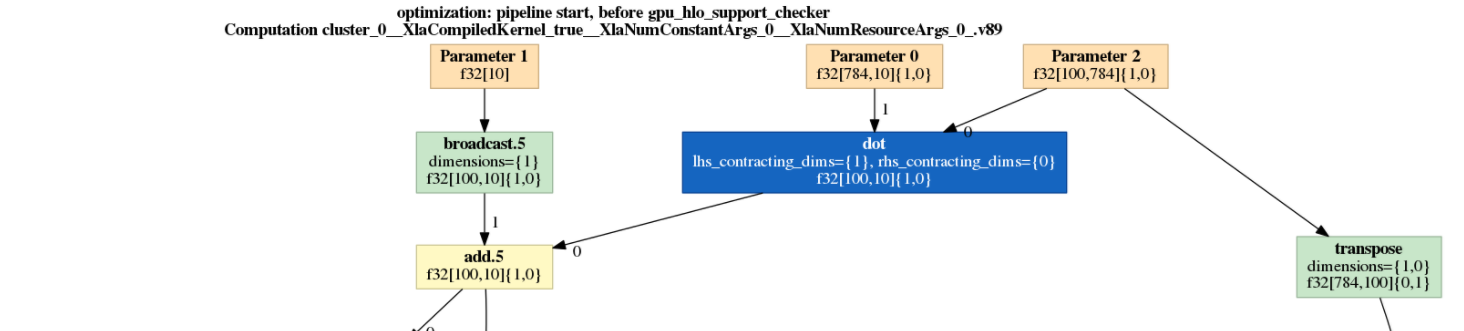 optimization: pipeline start, before gpu_hlo_support_checker
Computation cluster_0__XlaCompiledKernel_true__XlaNumConstantArgs_0__XlaNumResourceArgs_0_.v89
Parameter 1
f32[10]
Parameter 0
f32[784,10]{1,0}
Parameter 2
f32[100,784]{1,0}
1
0
broadcast.5
dimensions={1}
f32[100,10]{1,0}
dot
lhs_contracting_dims={1}, rhs_contracting_dims={0}
f32[100,10]{1,0}
1
0
add.5
f32[100,10]{1,0}
transpose
dimensions={1,0}
f32[784,100]{0,1}
0